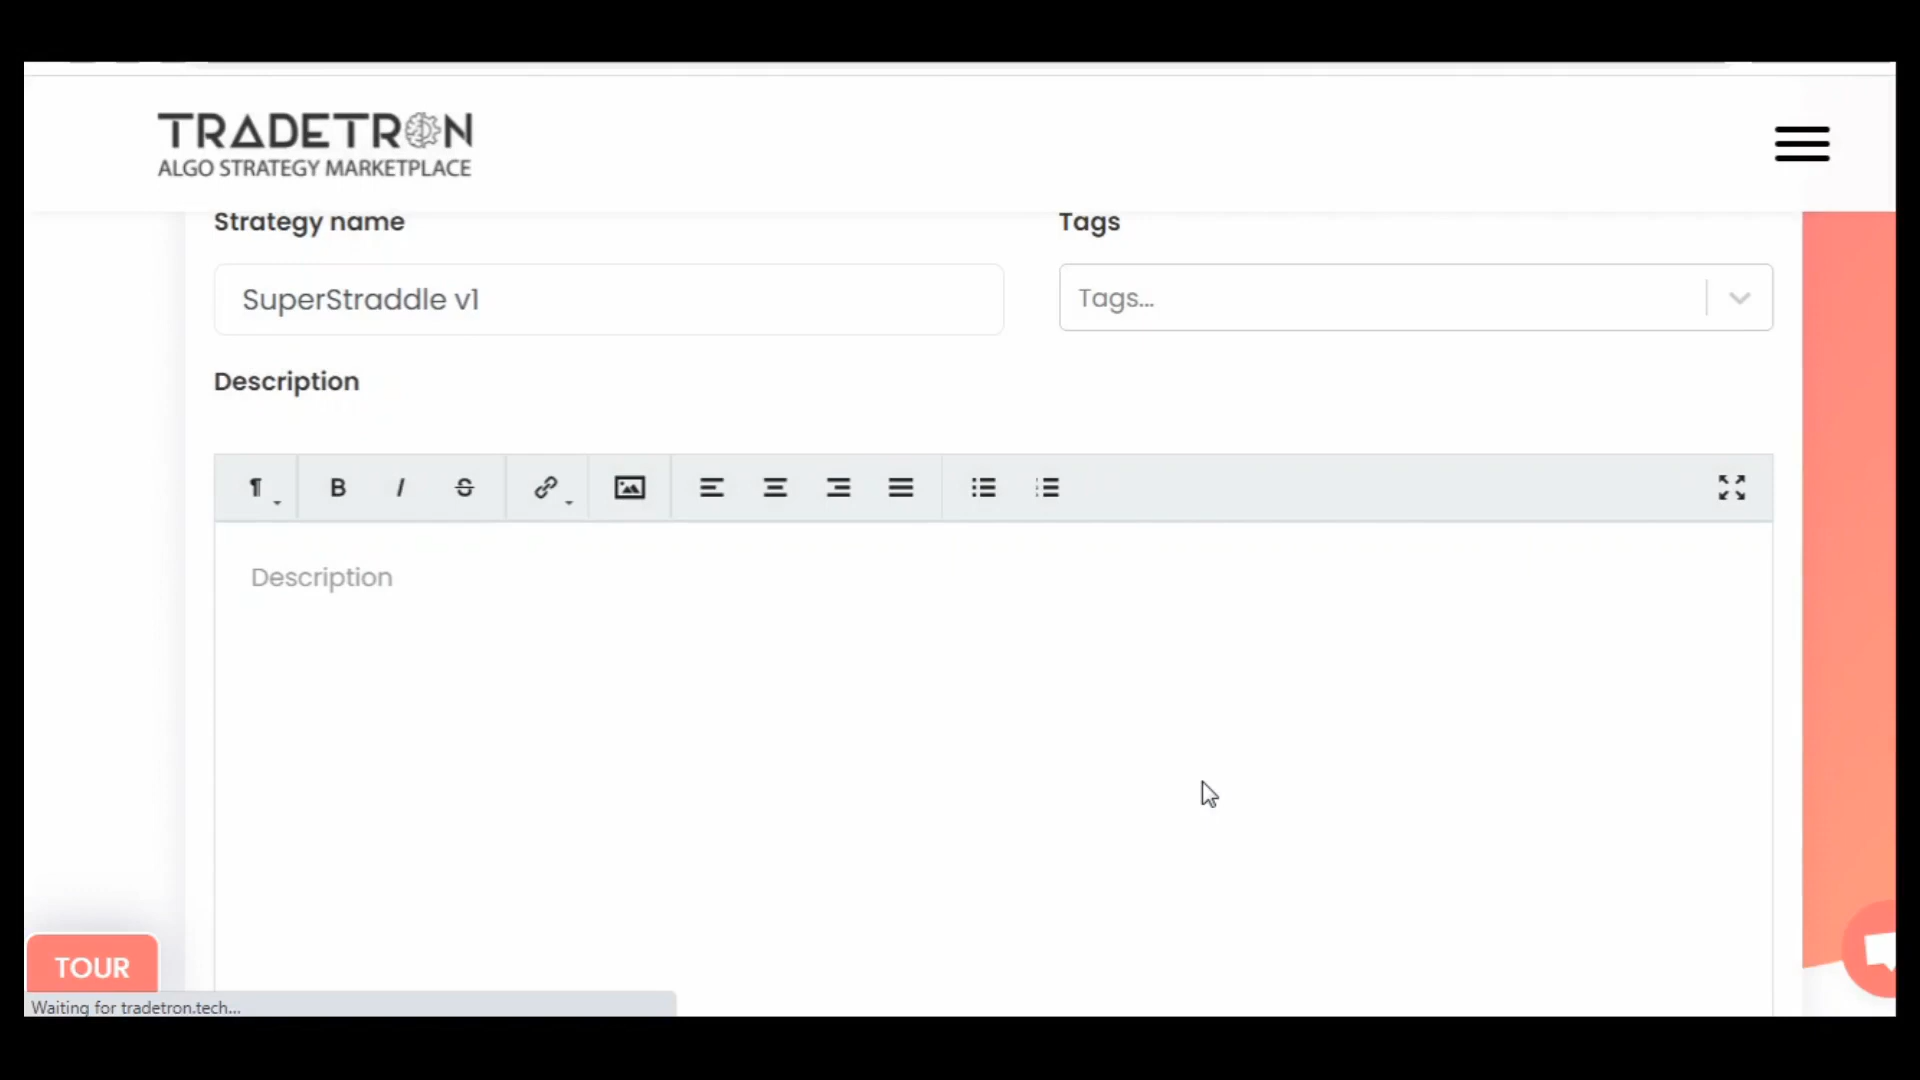 TRADETRON
ALGO STRATEGY MARKETPLACE
Strategy name
Tags
SuperStraddle v1
Tags...
Description
¶ B I S
Description
TOUR
Waiting for tradetron.tech...